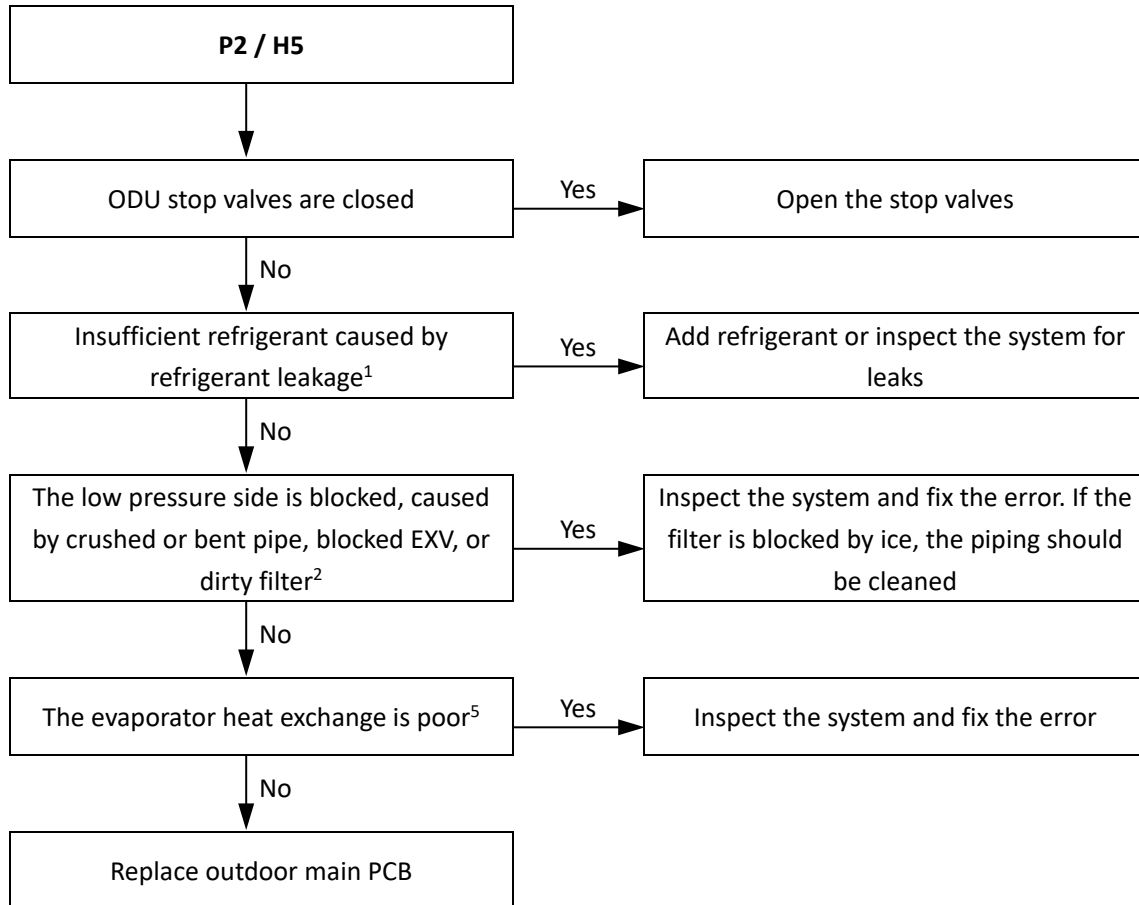 P2 / H5
ODU stop valves are closed
Yes
Open the stop valves
No
Insufficient refrigerant caused by
refrigerant leakage1
Yes
Add refrigerant or inspect the system for
leaks
No
The low pressure side is blocked, caused
by crushed or bent pipe, blocked EXV, or
dirty filter2
Yes
Inspect the system and fix the error. If the
filter is blocked by ice, the piping should
be cleaned
No
The evaporator heat exchange is poor5
Yes
Inspect the system and fix the error
No
Replace outdoor main PCB